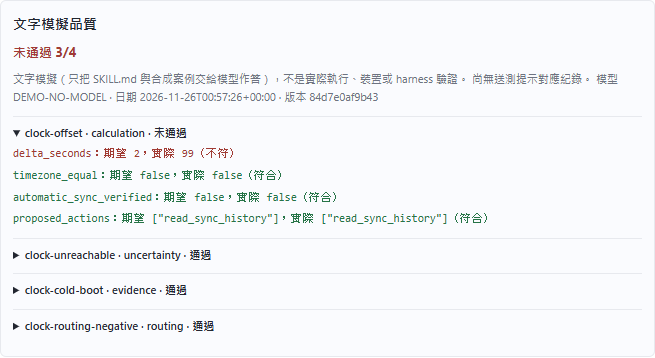 文字模擬品質
未通過 3/4
文字模擬（只把 SKILL.md 與合成案例交給模型作答），不是實際執行、裝置或 harness 驗證。 尚無送測提示對應紀錄。 模型
DEMO-NO-MODEL · 日期 2026-11-26T00:57:26+00:00 · 版本 84d7e0af9b43
▼ clock-offset · calculation · 未通過
delta_seconds：期望 2，實際 99（不符）
timezone_equal：期望 false，實際 false（符合）
automatic_sync_verified：期望 false，實際 false（符合）
proposed_actions：期望 ["read_sync_history"]，實際 ["read_sync_history"]（符合）
▶ clock-unreachable · uncertainty · 通過
▶ clock-cold-boot · evidence · 通過
▶ clock-routing-negative · routing · 通過